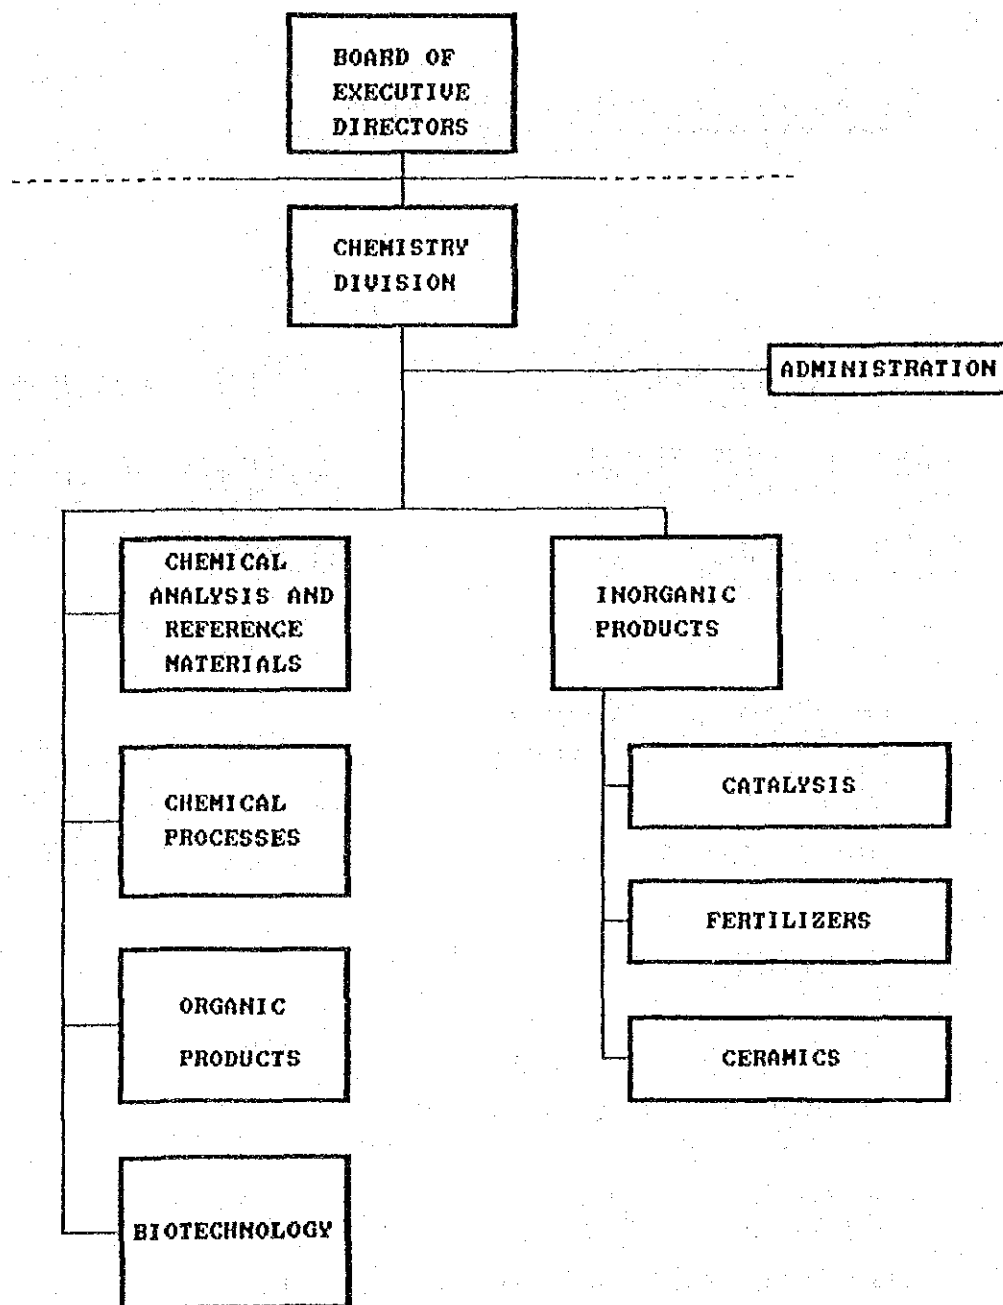 BOARD OF
EXECUTIVE
DIRECTORS
CHEMISTRY
DIVISION
ADMINISTRATION
CHEMICAL
ANALYSIS AND
REFERENCE
MATERIALS
INORGANIC
PRODUCTS
CHEMICAL
PROCESSES
CATALYSIS
FERTILIZERS
ORGANIC
PRODUCTS
CERAMICS
BIOTECHNOLOGY